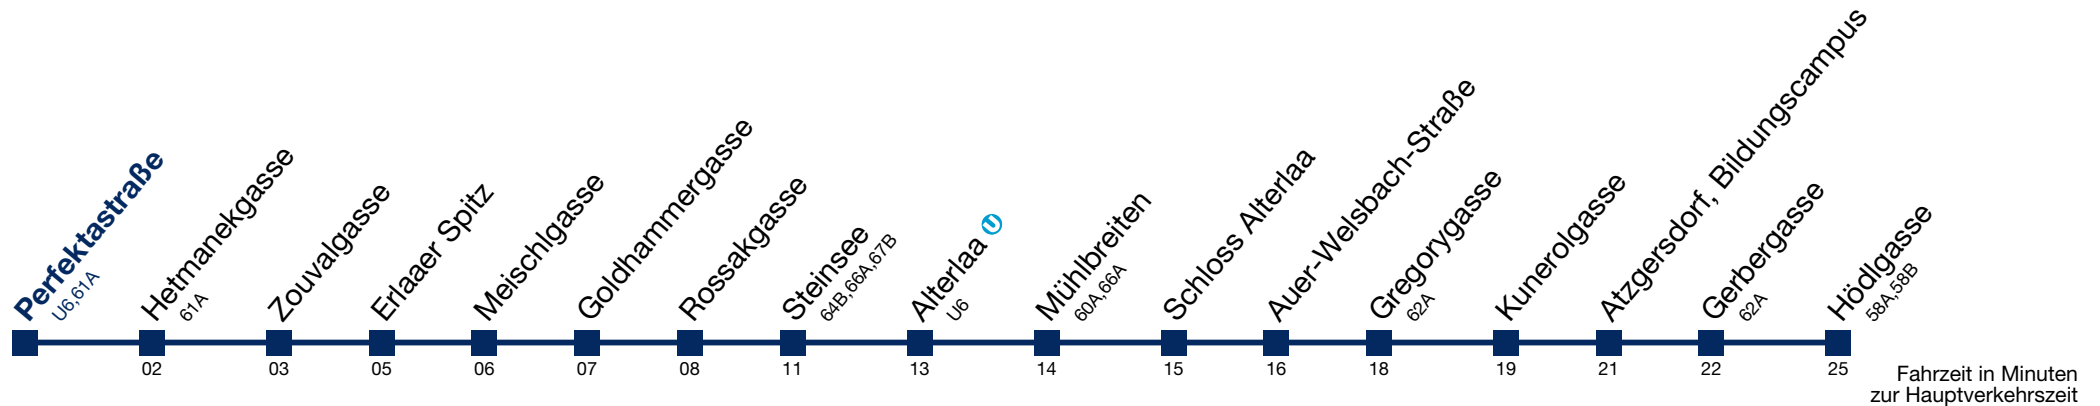 Perfektastraße
U6,61A
Hetmanekgasse
61A
Zouvalgasse
Erlaaer Spitz
Meischlgasse
Goldhammergasse
Rossakgasse
Steinsee
64B,66A,67B
Alterlaa U
U6
Mühlbreiten
60A,66A
Schloss Alterlaa
Auer-Welsbach-Straße
Gregorygasse
62A
Kunerolgasse
Atzgersdorf, Bildungscampus
Gerbergasse
62A
Hödlgasse
58A,58B
02 03 05 06 07 08 11 13 14 15 16 18 19 21 22 25
Fahrzeit in Minuten
zur Hauptverkehrszeit